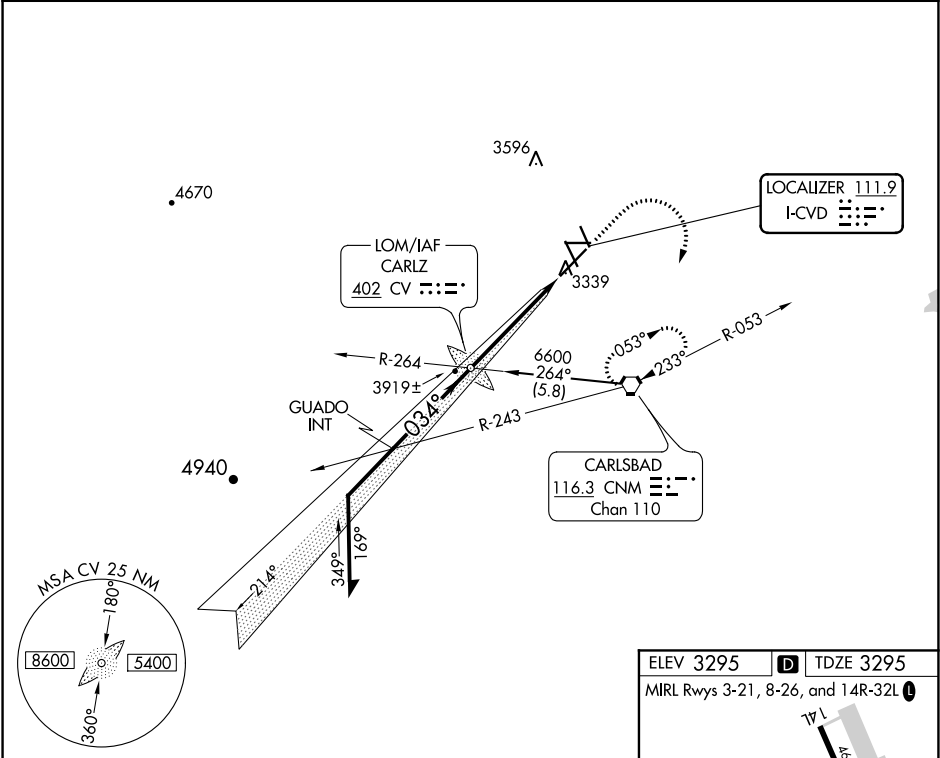 3596
4670
LOCALIZER 111.9
I-CVD
LOM/IAF
CARLZ
402 CV
3339
R-264
6600
264°
(5.8)
053°
233°
R-053
3919±
034°
GUADO
INT
R-243
4940
CARLSBAD
116.3 CNM
Chan 110
349°
169°
214°
MSA CV 25 NM
180°
8600
5400
360°
ELEV 3295
D
TDZE 3295
MIRL Rwys 3-21, 8-26, and 14R-32L L
14L